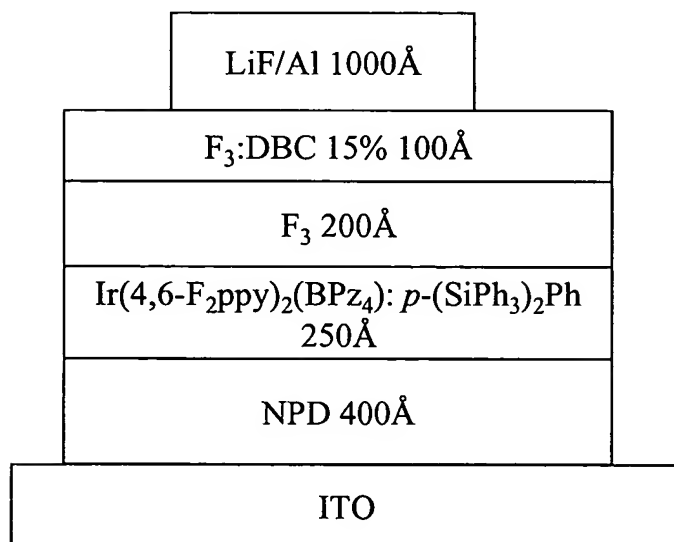 LiF/Al 1000Å
F₃:DBC 15% 100Å
F₃ 200Å
Ir(4,6-F₂ppy)₂(BPz₄): p-(SiPh₃)₂Ph
250Å
NPD 400Å
ITO